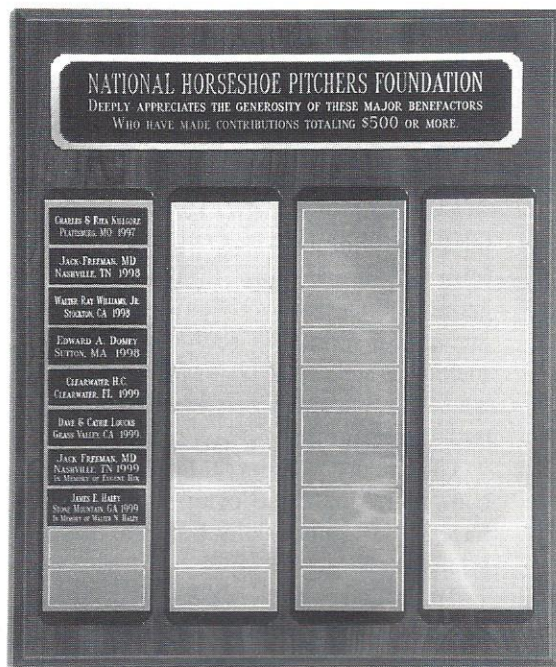 NATIONAL HORSESHOE PITCHERS FOUNDATION
DEEPLY APPRECIATES THE GENEROSITY OF THESE MAJOR BENEFACTORS
WHO HAVE MADE CONTRIBUTIONS TOTALING $500 OR MORE.
CHARLES & RITA KILLGORE
PLATTSBURG, MO 1997
JACK FREEMAN, MD
NASHVILLE, TN 1998
WALTER RAY WILLIAMS, JR.
STOCKTON, CA 1998
EDWARD A. DOMEY
SUTTON, MA 1998
CLEARWATER H.C.
CLEARWATER, FL 1999
DAVE & CATHIE LOUCKS
GRASS VALLEY, CA 1999
JACK FREEMAN, MD
NASHVILLE, TN 1999
IN MEMORY OF EUGENE
JAMES E. HALEY
STONE MOUNTAIN, GA 1999
IN MEMORY OF WALTER N. HALEY